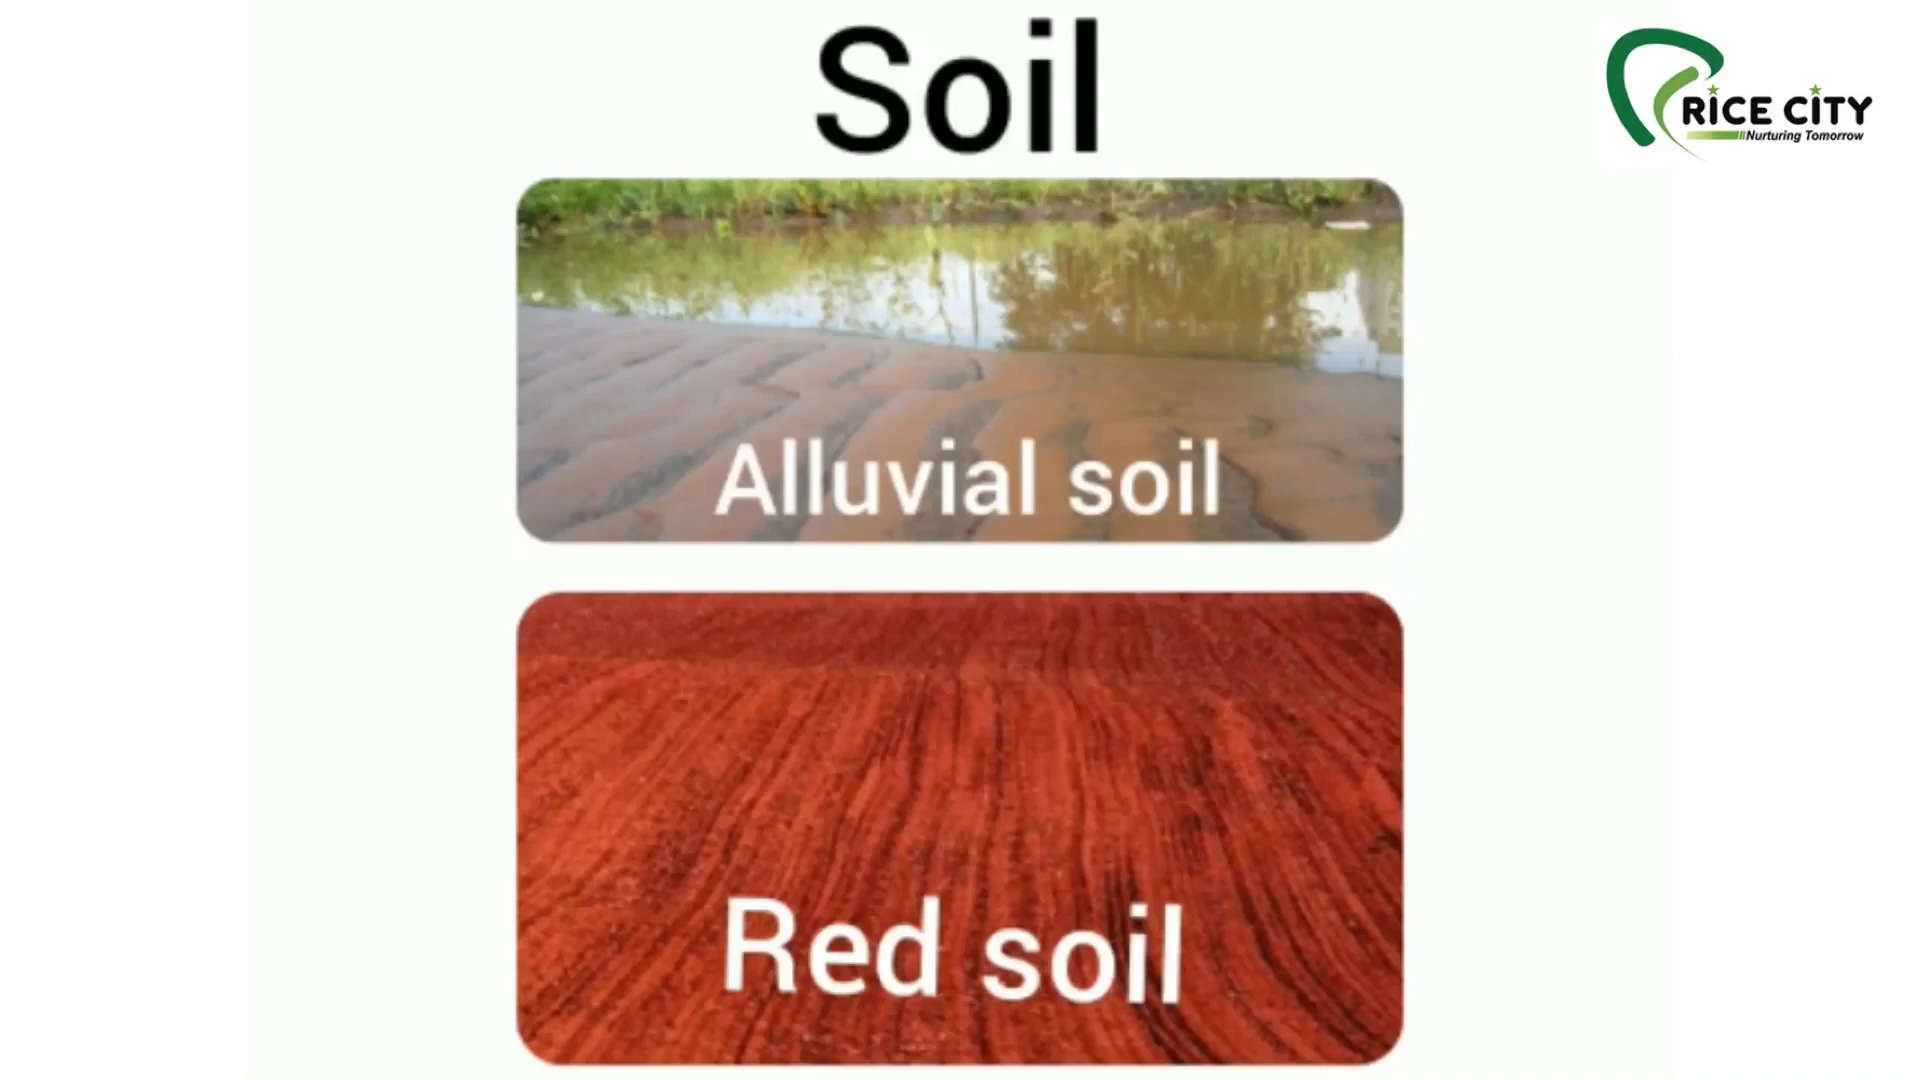 Soil
RICE CITY
Nurturing Tomorrow
Alluvial soil
Red soil